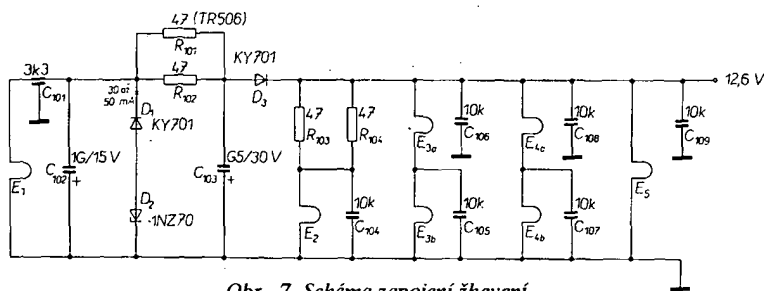 47 (TR506)
R101
3k3
C101
47
R102
KY701
D3
30 až
50 mA
D1
KY701
12,6 V
47
R103
47
R104
10k
C106
E3a
10k
C108
E4a
10k
C109
1G/15 V
C102
+
E1
G5/30 V
C103
+
D2
1NZ70
E2
10k
C104
E3b
10k
C105
E4b
10k
C107
E5
Obr. 7. Schéma zapojení žhavení